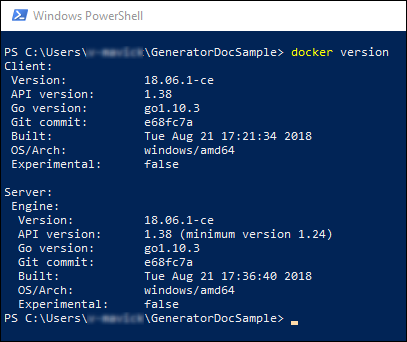 Windows PowerShell
PS C:\Users\ \GeneratorDocSample> docker version
Client:
 Version:           18.06.1-ce
 API version:       1.38
 Go version:        go1.10.3
 Git commit:        e68fc7a
 Built:             Tue Aug 21 17:21:34 2018
 OS/Arch:           windows/amd64
 Experimental:      false

Server:
 Engine:
  Version:          18.06.1-ce
  API version:      1.38 (minimum version 1.24)
  Go version:       go1.10.3
  Git commit:       e68fc7a
  Built:            Tue Aug 21 17:36:40 2018
  OS/Arch:          windows/amd64
  Experimental:     false
PS C:\Users\ \GeneratorDocSample>